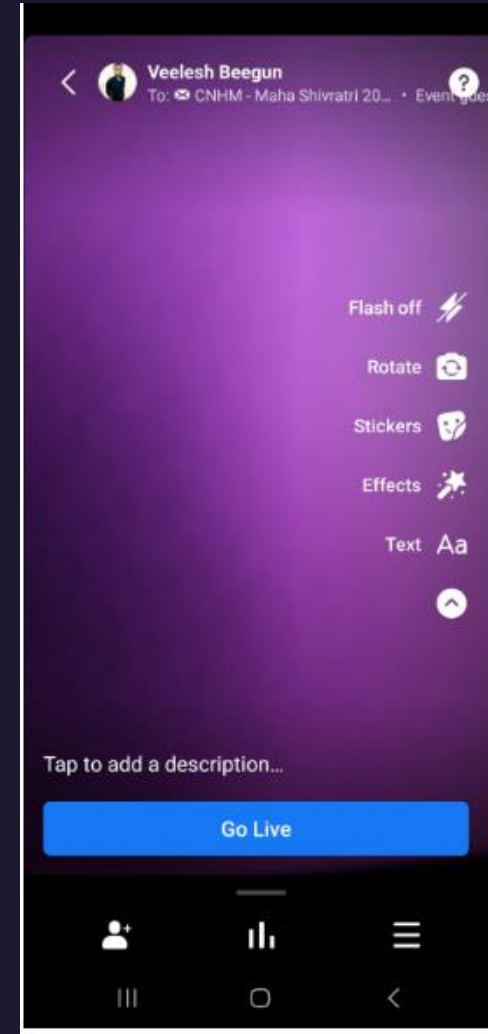 Veelesh Beegun
To: CNHM - Maha Shivratri 20... · Event
Flash off
Rotate
Stickers
Effects
Text Aa
Tap to add a description...
Go Live